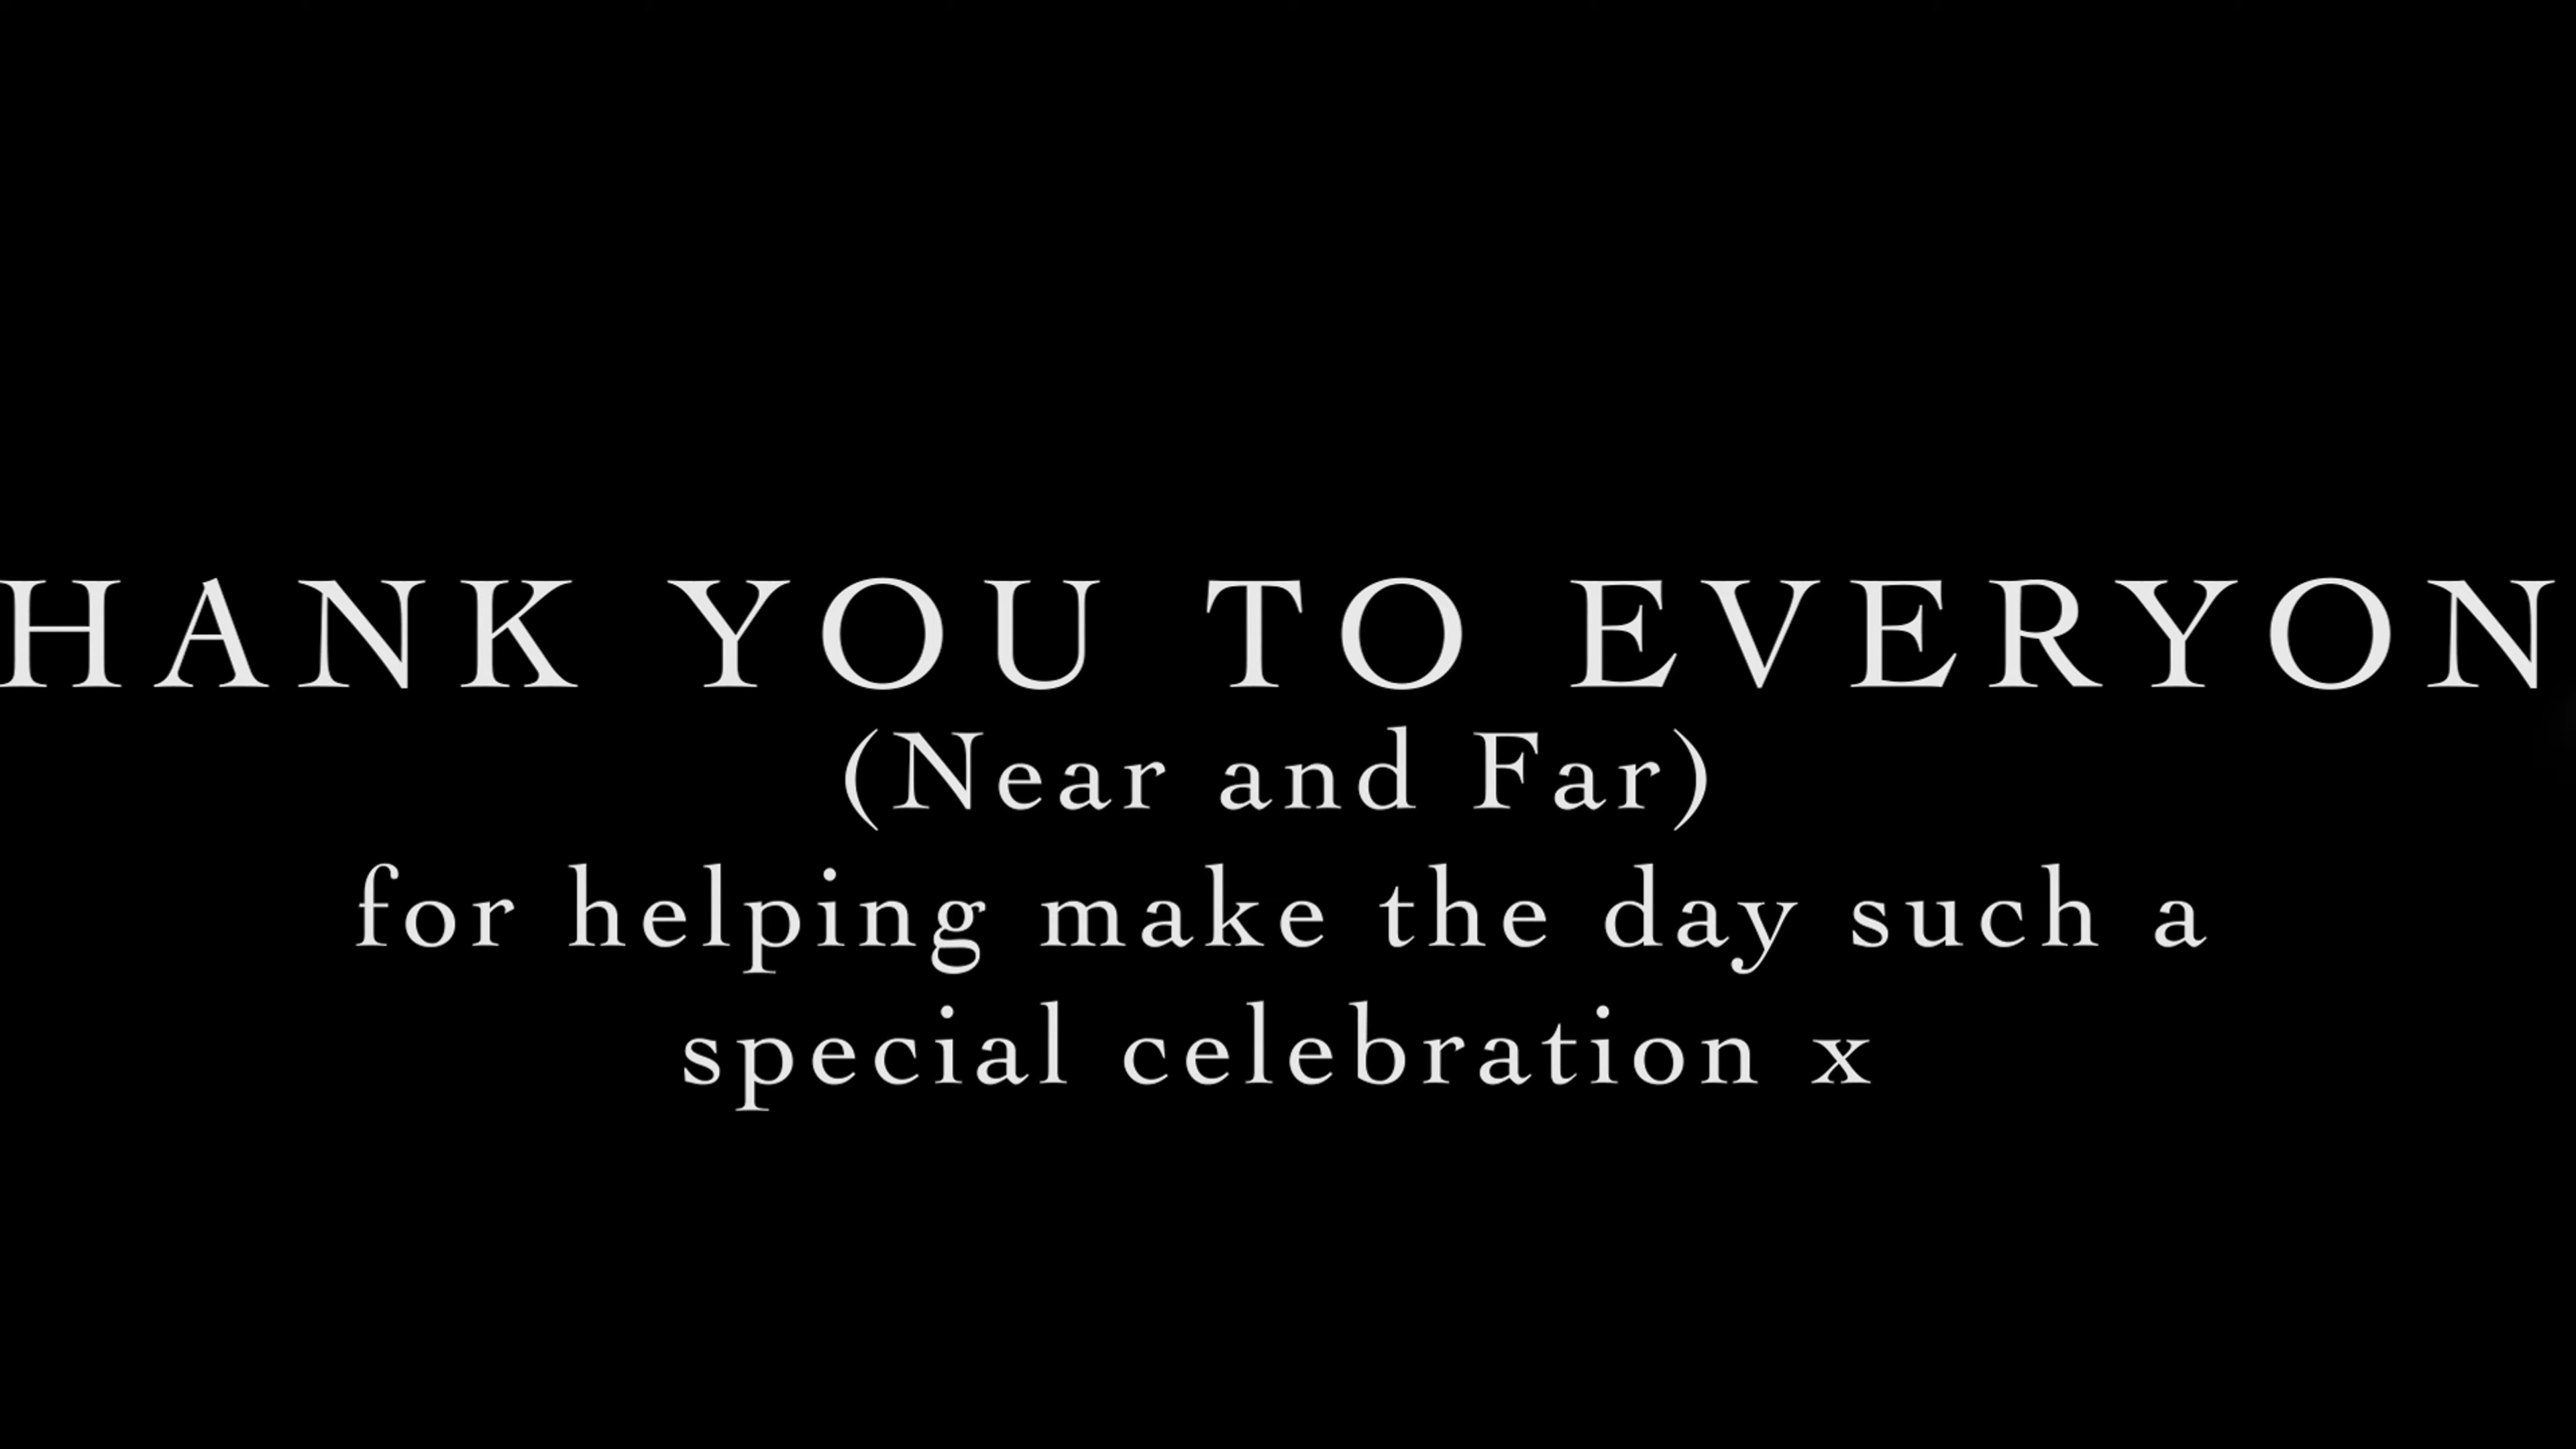 HANK YOU TO EVERYON
(Near and Far)
for helping make the day such a
special celebration x